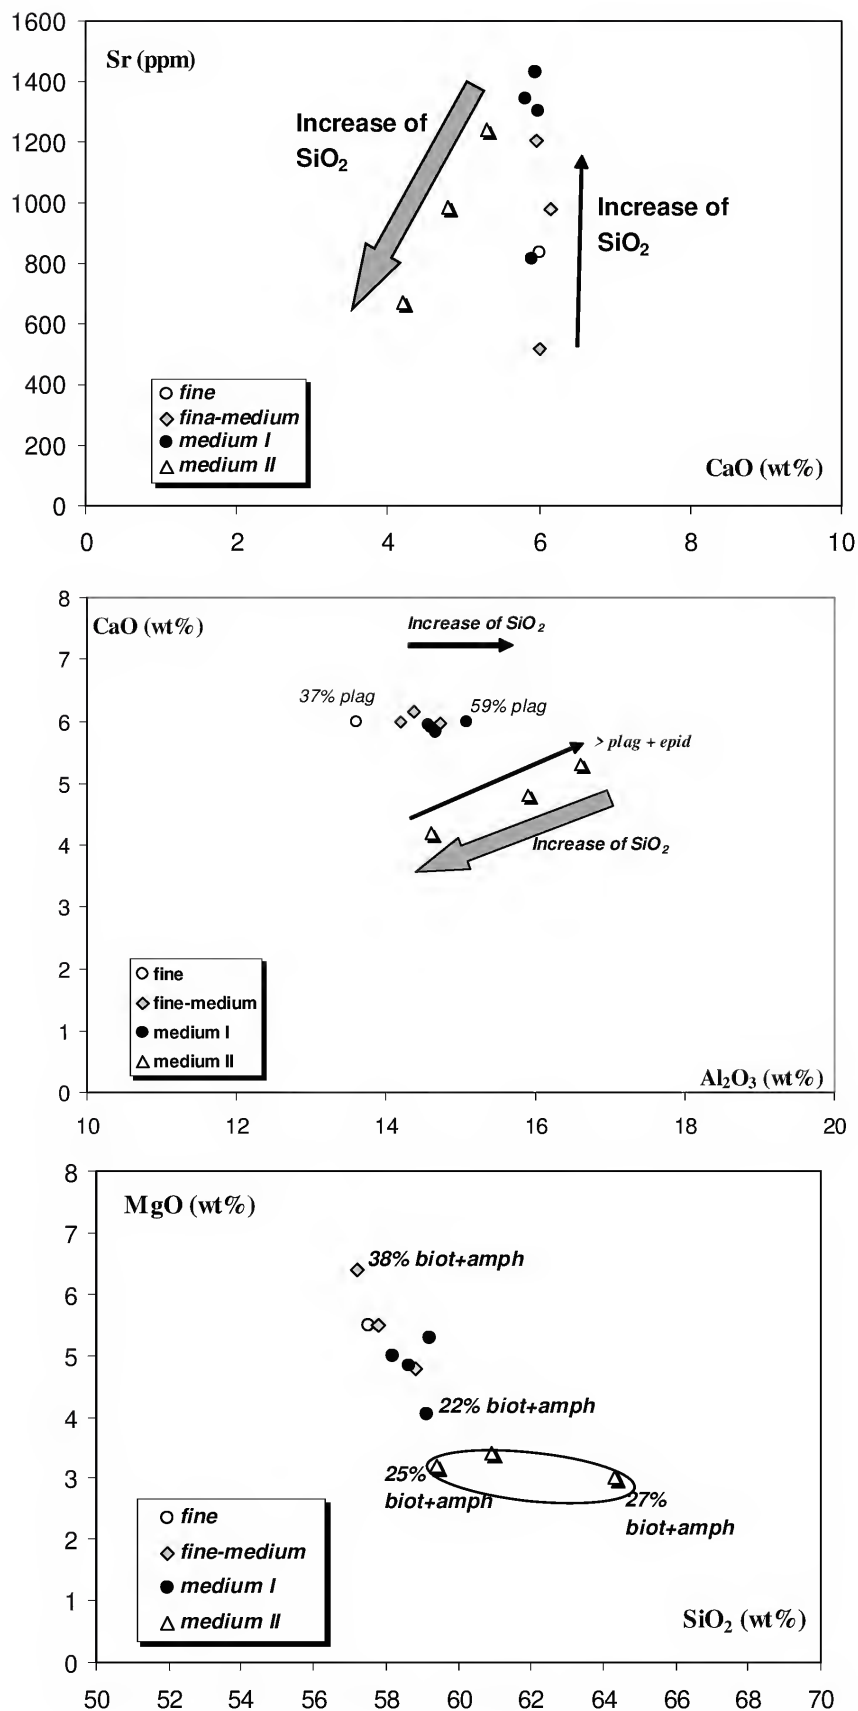 1600
Sr (ppm)
1400
Increase of
SiO₂
1200
1000
Increase of
SiO₂
800
600
400
fine
fina-medium
medium I
200
medium II
CaO (wt%)
0
0 2 4 6 8 10
8
CaO (wt%)
Increase of SiO₂
7
37% plag
59% plag
6
> plag + epid
5
4
Increase of SiO₂
3
2
fine
fine-medium
1
medium I
medium II
Al₂O₃ (wt%)
0
10 12 14 16 18 20
8
MgO (wt%)
7
38% biot+amph
6
5
22% biot+amph
4
25%
biot+amph
3
27%
biot+amph
fine
2
fine-medium
medium I
1
medium II
SiO₂ (wt%)
0
50 52 54 56 58 60 62 64 66 68 70